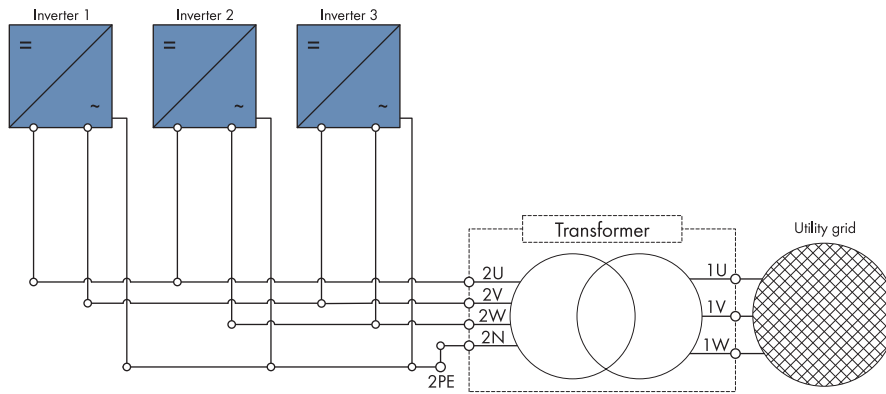 Inverter 1
Inverter 2
Inverter 3
=
~
=
~
=
~
Transformer
Utility grid
2U
2V
2W
2N
2PE
1U
1V
1W